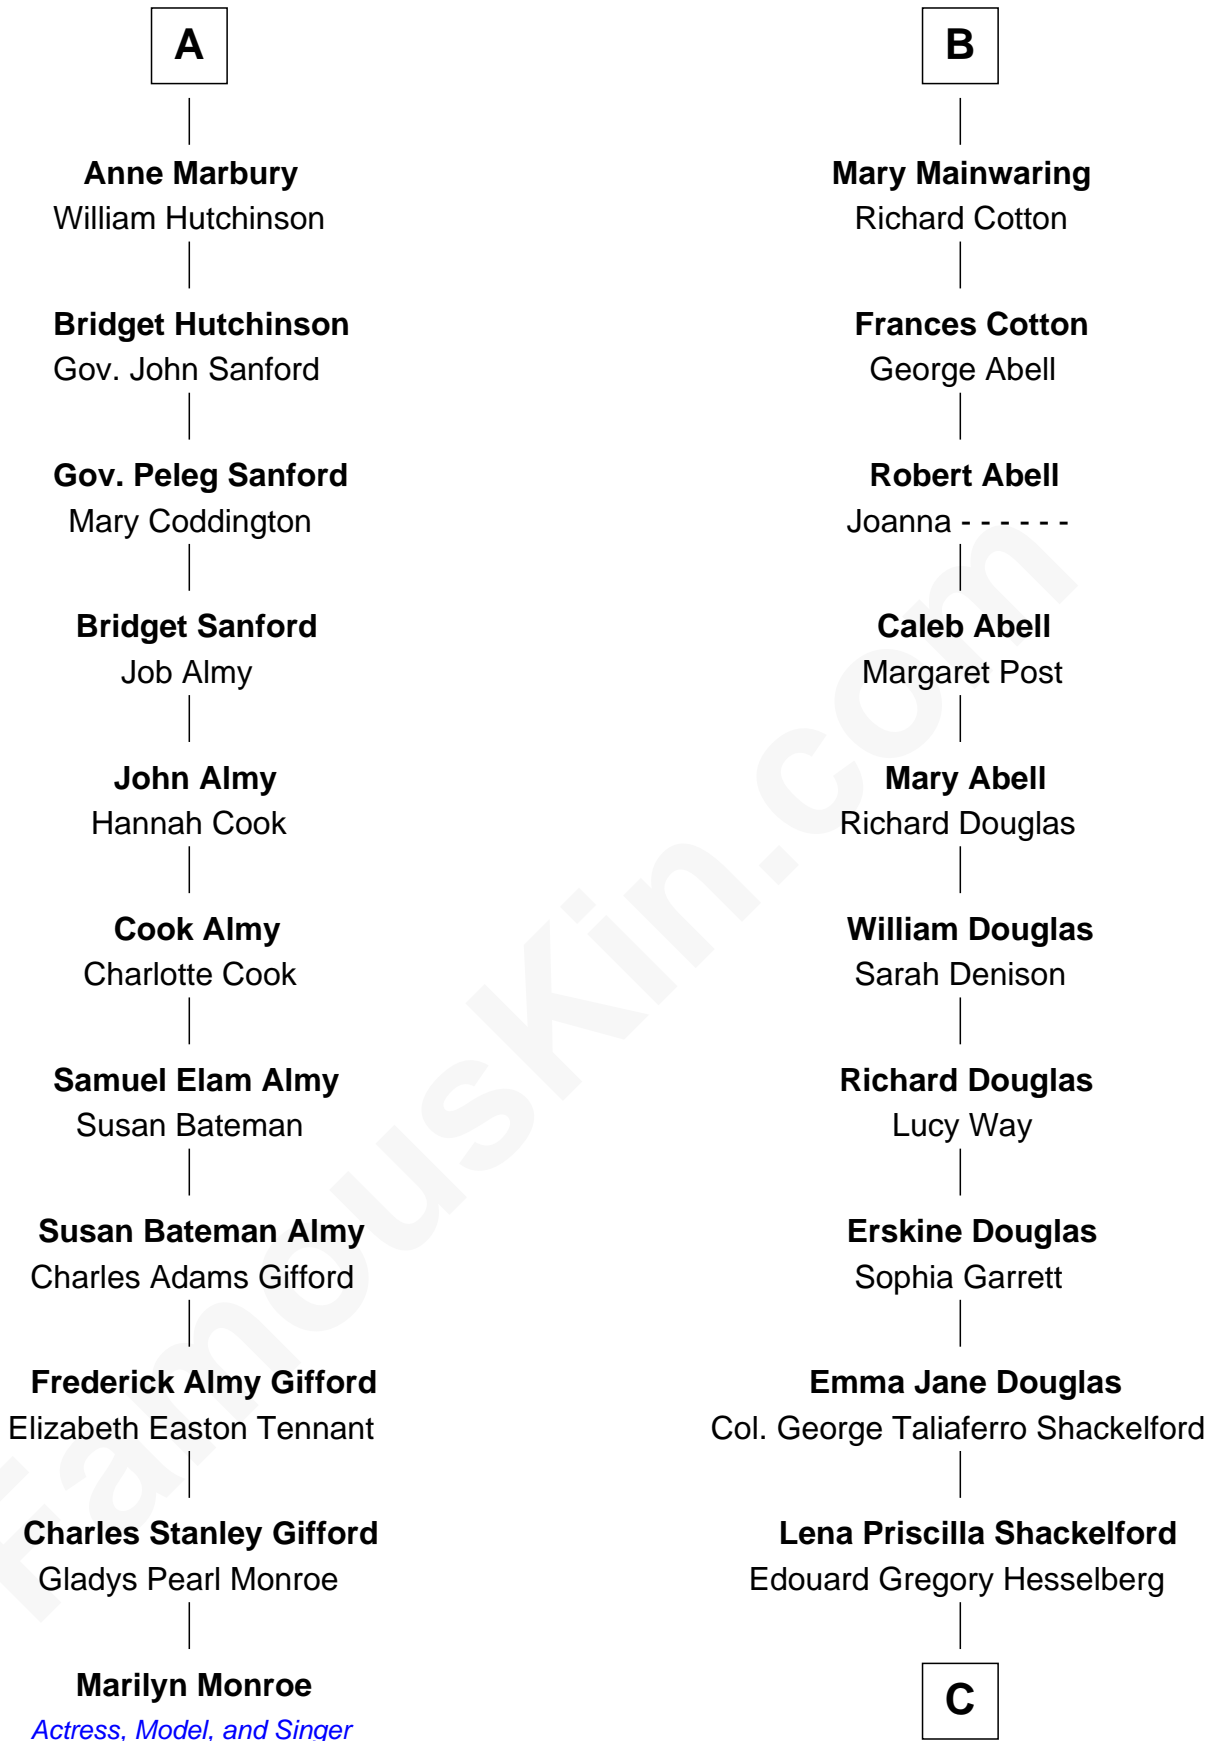 A
Anne Marbury
William Hutchinson
Bridget Hutchinson
Gov. John Sanford
Gov. Peleg Sanford
Mary Coddington
Bridget Sanford
Job Almy
John Almy
Hannah Cook
Cook Almy
Charlotte Cook
Samuel Elam Almy
Susan Bateman
Susan Bateman Almy
Charles Adams Gifford
Frederick Almy Gifford
Elizabeth Easton Tennant
Charles Stanley Gifford
Gladys Pearl Monroe
Marilyn Monroe
Actress, Model, and Singer
B
Mary Mainwaring
Richard Cotton
Frances Cotton
George Abell
Robert Abell
Joanna - - - - - -
Caleb Abell
Margaret Post
Mary Abell
Richard Douglas
William Douglas
Sarah Denison
Richard Douglas
Lucy Way
Erskine Douglas
Sophia Garrett
Emma Jane Douglas
Col. George Taliaferro Shackelford
Lena Priscilla Shackelford
Edouard Gregory Hesselberg
C
FamousKin.com